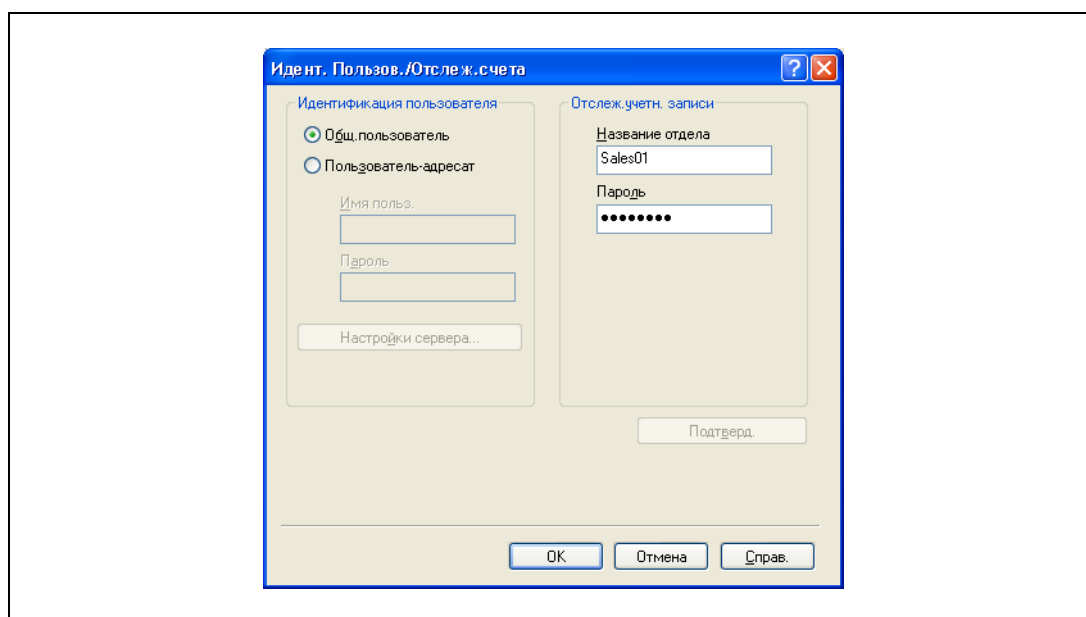 Идент. Пользов./Отслеж.счета
Идентификация пользователя
Общ.пользователь
Пользователь-адресат
Имя польз.
Пароль
Настройки сервера...
Отслеж.учетн. записи
Название отдела
Sales01
Пароль
●●●●●●●●
Подтверд.
OK
Отмена
Справ.